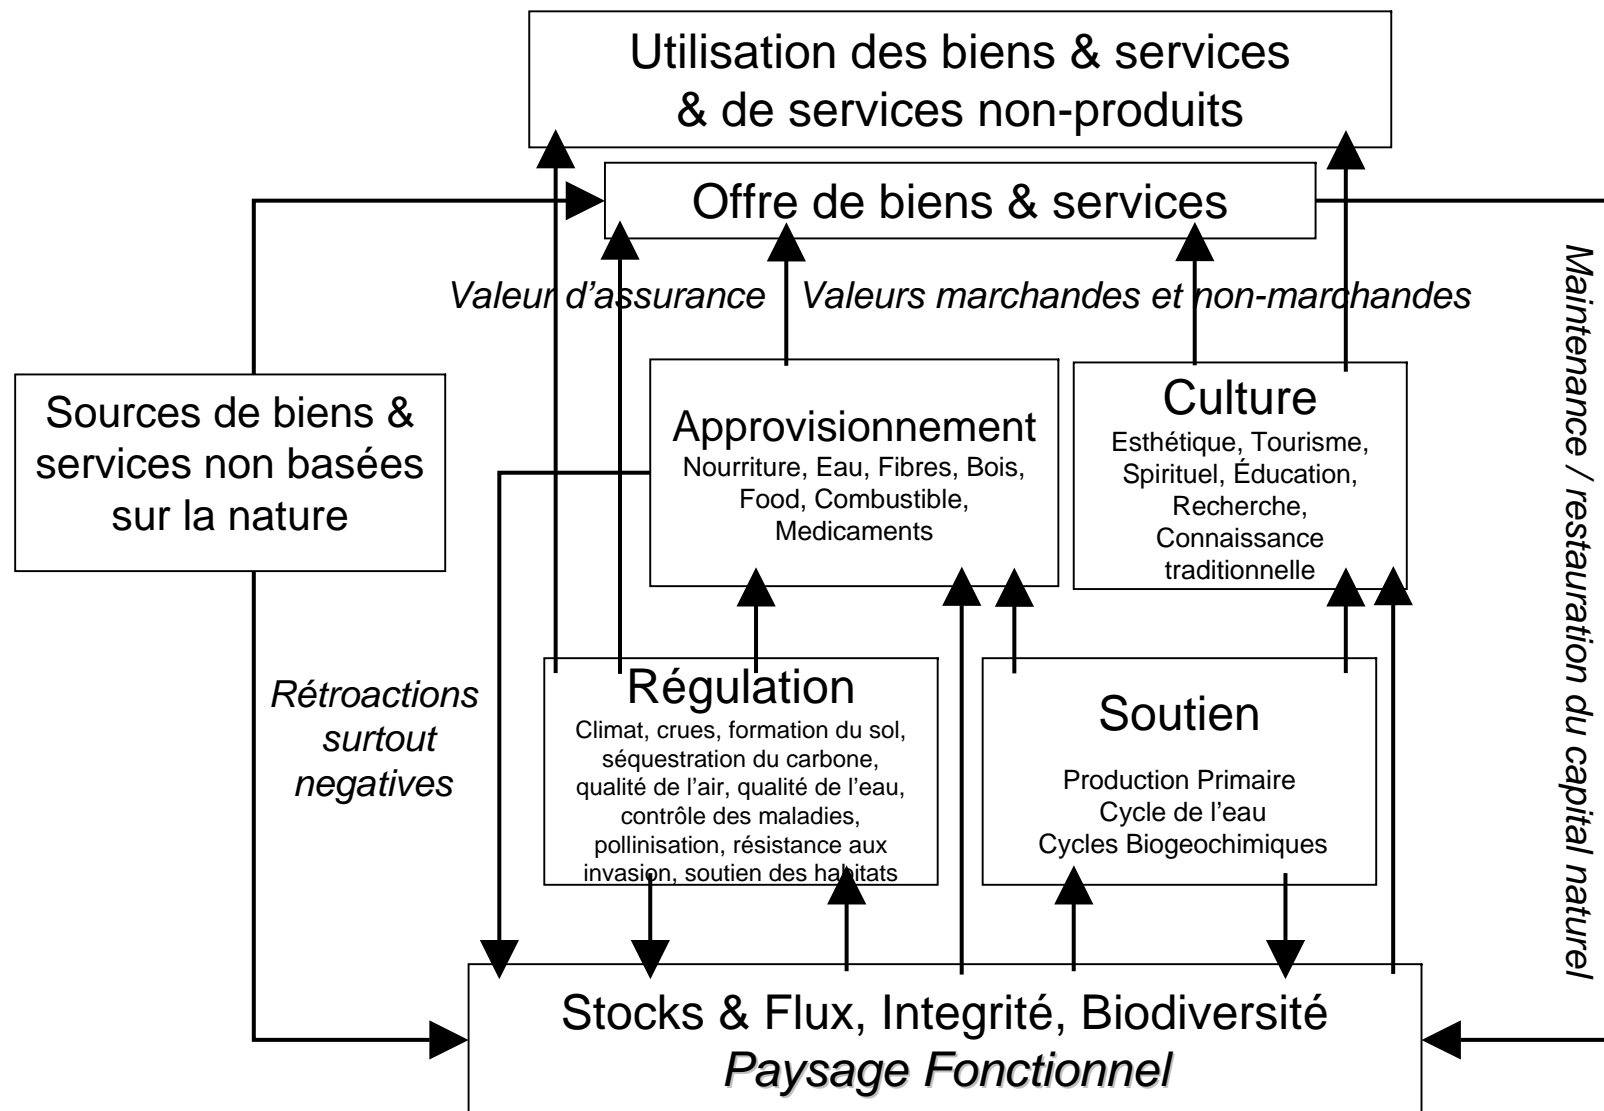 Utilisation des biens & services
& de services non-produits
Offre de biens & services
Valeur d’assurance
Valeurs marchandes et non-marchandes
Sources de biens &
services non basées
sur la nature
Approvisionnement
Nourriture, Eau, Fibres, Bois,
Food, Combustible,
Medicaments
Culture
Esthétique, Tourisme,
Spirituel, Éducation,
Recherche,
Connaissance
traditionnelle
Maintenance / restauration du capital naturel
Rétroactions
surtout
negatives
Régulation
Climat, crues, formation du sol,
séquestration du carbone,
qualité de l’air, qualité de l’eau,
contrôle des maladies,
pollinisation, résistance aux
invasion, soutien des habitats
Soutien
Production Primaire
Cycle de l’eau
Cycles Biogeochimiques
Stocks & Flux, Integrité, Biodiversité
Paysage Fonctionnel